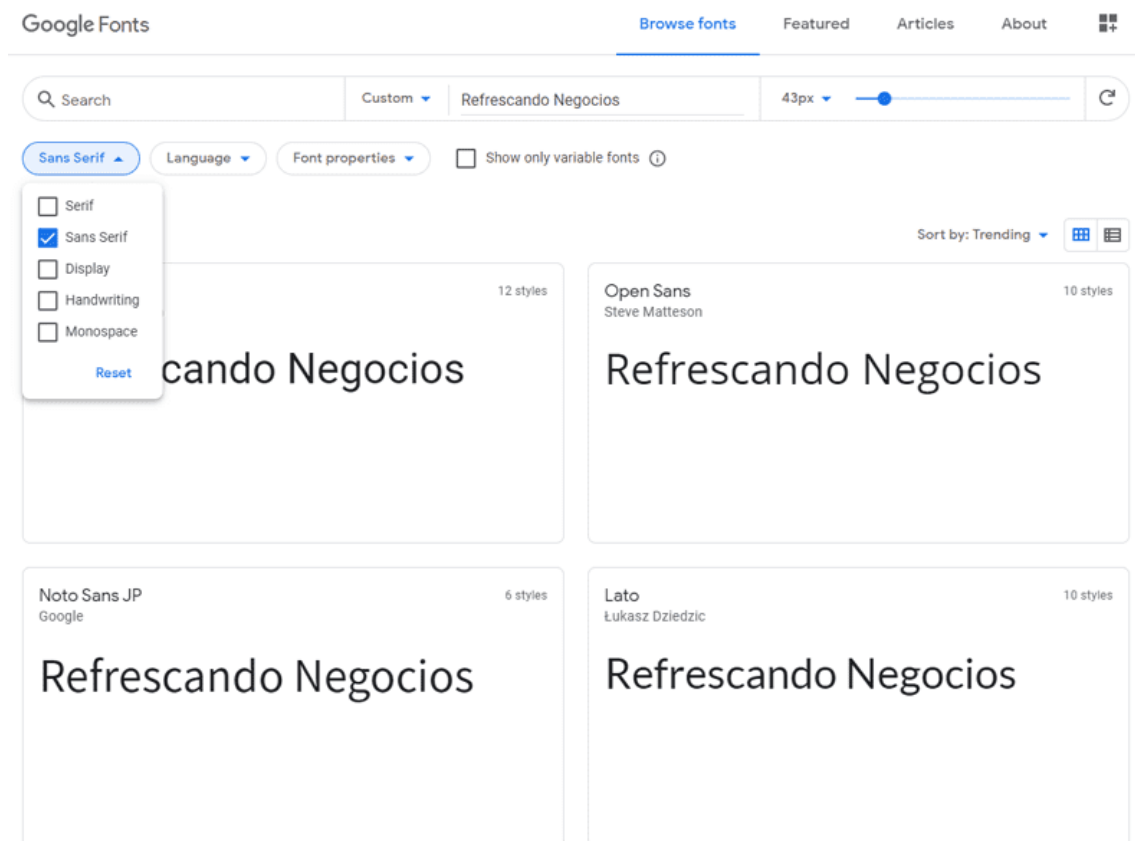 Google Fonts
Browse fonts Featured Articles About
Search Custom Refrescando Negocios 43px
Sans Serif Language Font properties Show only variable fonts
Serif
Sans Serif
Display
Handwriting
Monospace
Reset
Sort by: Trending
12 styles
cando Negocios
Open Sans 10 styles
Steve Matteson
Refrescando Negocios
Noto Sans JP 6 styles
Google
Refrescando Negocios
Lato 10 styles
Łukasz Dziedzic
Refrescando Negocios